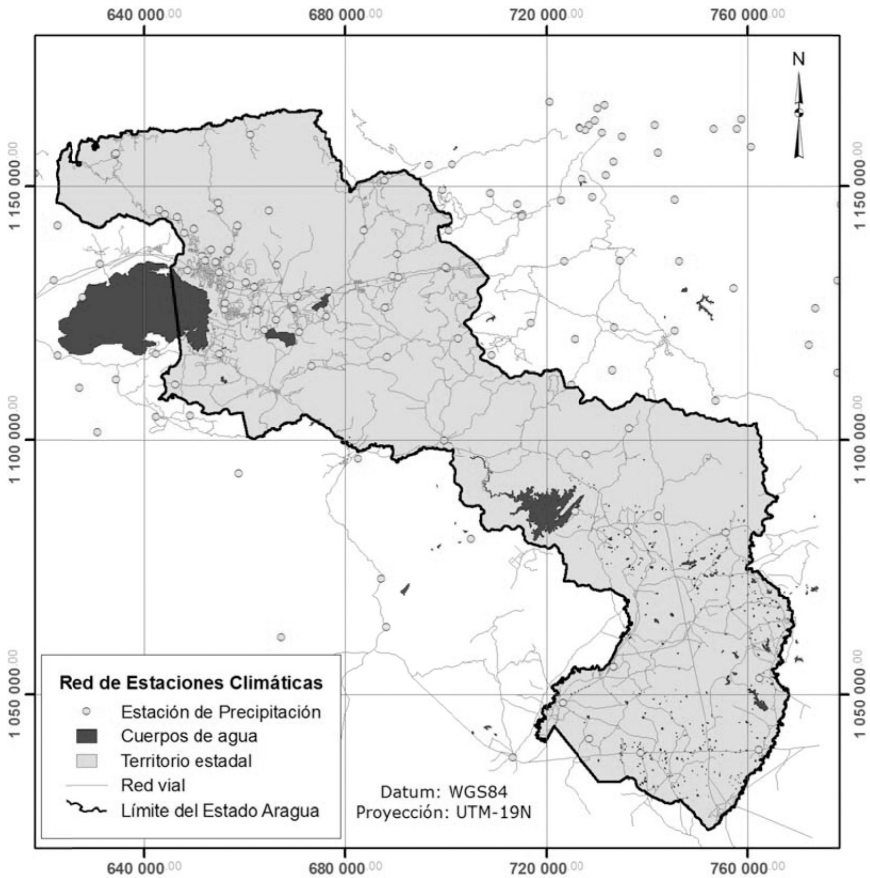 640 000.00 680 000.00 720 000.00 760 000.00
N
1 150 000.00 1 150 000.00
1 100 000.00 1 100 000.00
1 050 000.00 1 050 000.00
Red de Estaciones Climáticas
Estación de Precipitación
Cuerpos de agua
Territorio estadal
Red vial
Límite del Estado Aragua
Datum: WGS84
Proyección: UTM-19N
640 000.00 680 000.00 720 000.00 760 000.00